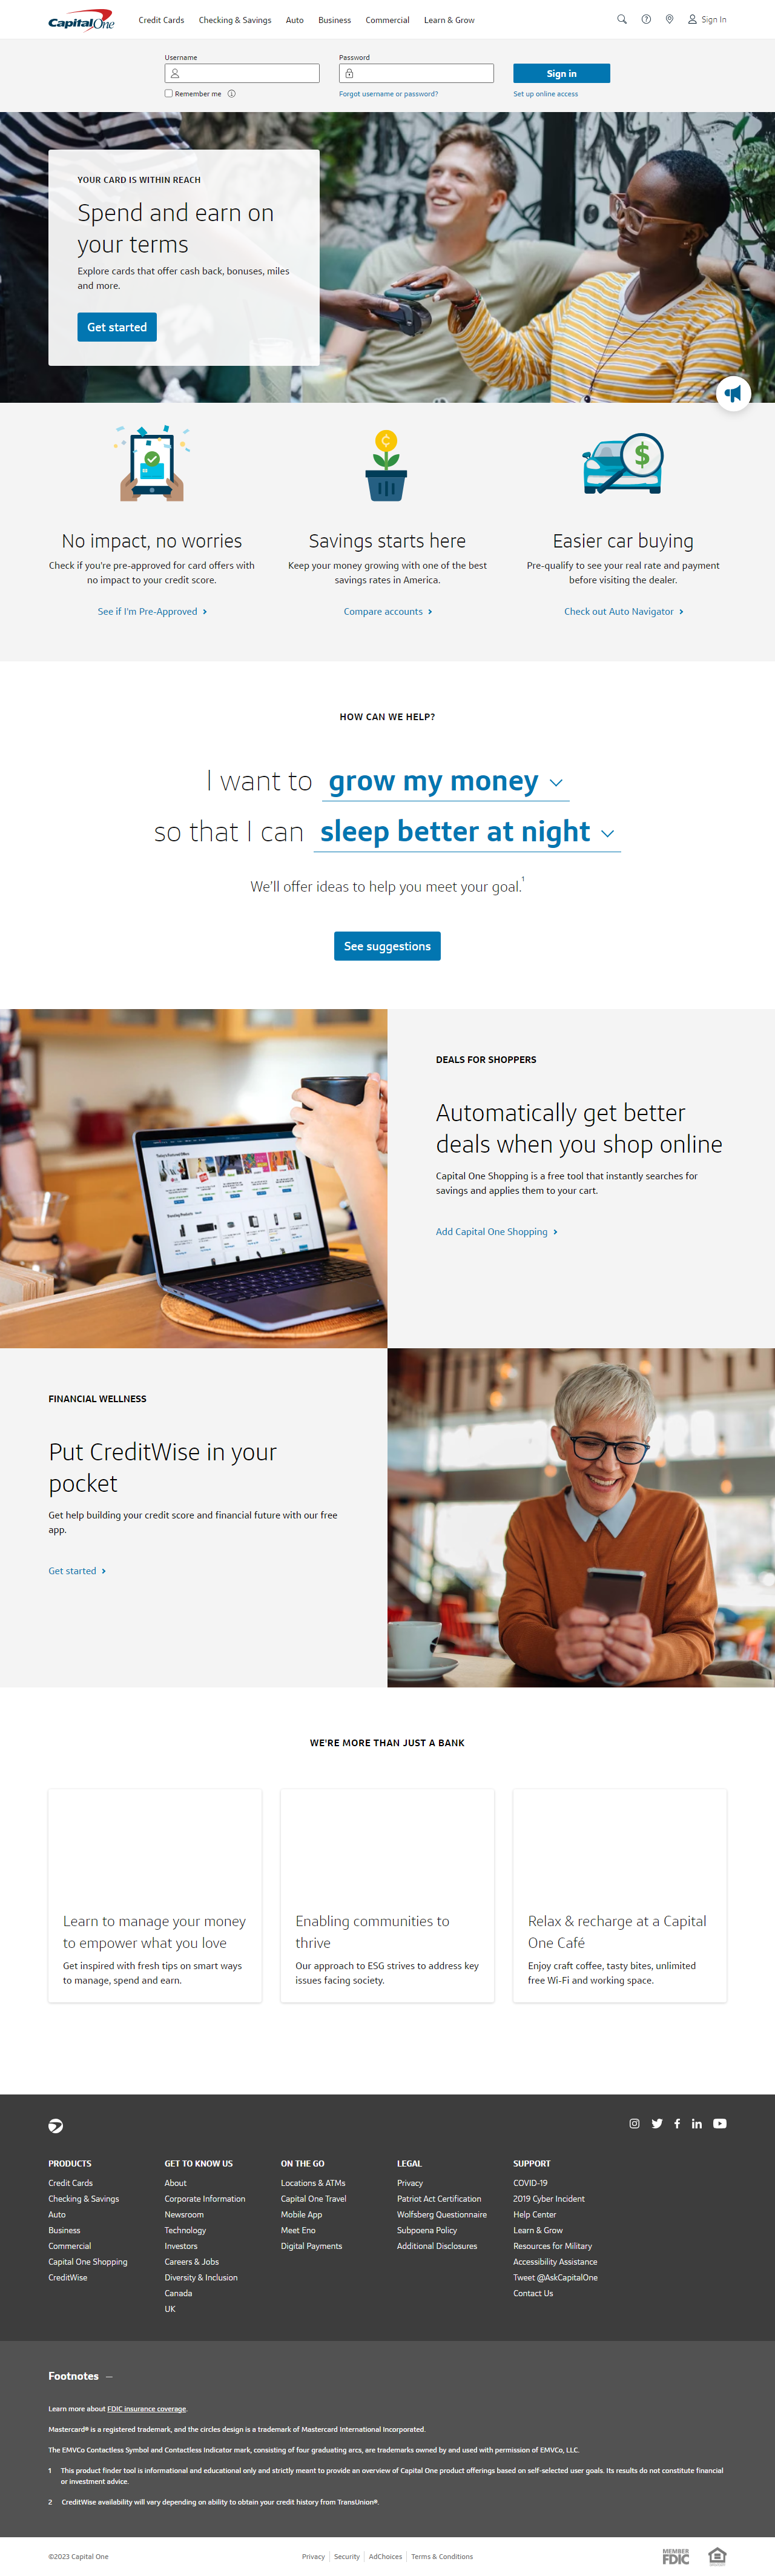 Capital One
Credit Cards Checking & Savings Auto Business Commercial Learn & Grow Sign In
Username Password
Sign in
Remember me Forgot username or password? Set up online access
YOUR CARD IS WITHIN REACH
Spend and earn on
your terms
Explore cards that offer cash back, bonuses, miles
and more.
Get started
No impact, no worries
Check if you're pre-approved for card offers with
no impact to your credit score.
See if I'm Pre-Approved
Savings starts here
Keep your money growing with one of the best
savings rates in America.
Compare accounts
Easier car buying
Pre-qualify to see your real rate and payment
before visiting the dealer.
Check out Auto Navigator
HOW CAN WE HELP?
I want to grow my money
so that I can sleep better at night
We'll offer ideas to help you meet your goal.1
See suggestions
DEALS FOR SHOPPERS
Automatically get better
deals when you shop online
Capital One Shopping is a free tool that instantly searches for
savings and applies them to your cart.
Add Capital One Shopping
FINANCIAL WELLNESS
Put CreditWise in your
pocket
Get help building your credit score and financial future with our free
app.
Get started
WE'RE MORE THAN JUST A BANK
Learn to manage your money
to empower what you love
Get inspired with fresh tips on smart ways
to manage, spend and earn.
Enabling communities to
thrive
Our approach to ESG strives to address key
issues facing society.
Relax & recharge at a Capital
One Café
Enjoy craft coffee, tasty bites, unlimited
free Wi-Fi and working space.
PRODUCTS
Credit Cards
Checking & Savings
Auto
Business
Commercial
Capital One Shopping
CreditWise
GET TO KNOW US
About
Corporate Information
Newsroom
Technology
Investors
Careers & Jobs
Diversity & Inclusion
Canada
UK
ON THE GO
Locations & ATMs
Capital One Travel
Mobile App
Meet Eno
Digital Payments
LEGAL
Privacy
Patriot Act Certification
Wolfsberg Questionnaire
Subpoena Policy
Additional Disclosures
SUPPORT
COVID-19
2019 Cyber Incident
Help Center
Learn & Grow
Resources for Military
Accessibility Assistance
Tweet @AskCapitalOne
Contact Us
Footnotes
Learn more about FDIC insurance coverage.
Mastercard® is a registered trademark, and the circles design is a trademark of Mastercard International Incorporated.
The EMVCo Contactless Symbol and Contactless Indicator mark, consisting of four graduating arcs, are trademarks owned by and used with permission of EMVCo, LLC.
1 This product finder tool is informational and educational only and strictly meant to provide an overview of Capital One product offerings based on self-selected user goals. Its results do not constitute financial
or investment advice.
2 CreditWise availability will vary depending on ability to obtain your credit history from TransUnion®.
©2023 Capital One Privacy Security AdChoices Terms & Conditions MEMBER
FDIC